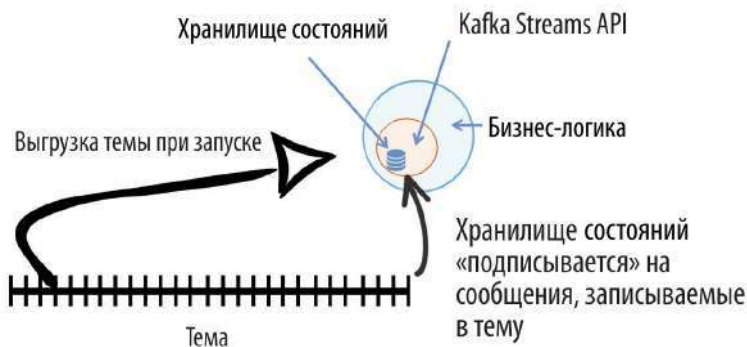 Хранилище состояний
Kafka Streams API
Выгрузка темы при запуске
Бизнес-логика
Хранилище состояний
«подписывается» на
сообщения, записываемые
в тему
Тема